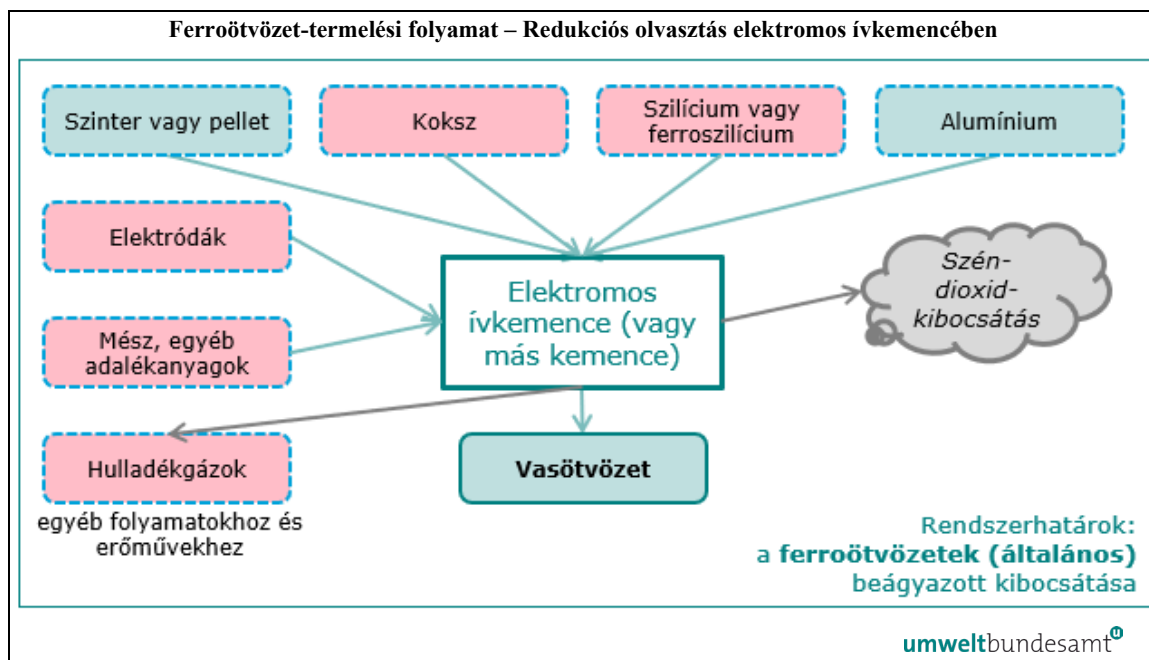 Ferroötvözet-termelési folyamat – Redukciós olvasztás elektromos ívkemencében
Szinter vagy pellet
Koksz
Szilícium vagy
ferroszilícium
Alumínium
Elektródák
Elektromos
ívkemence (vagy
más kemence)
Szén-
dioxid-
kibocsátás
Mész, egyéb
adalékanyagok
Hulladékgázok
egyéb folyamatokhoz és
erőművekhez
Vasötvözet
Rendszerhatárok:
a ferroötvözetek (általános)
beágyazott kibocsátása
umweltbundesamt u